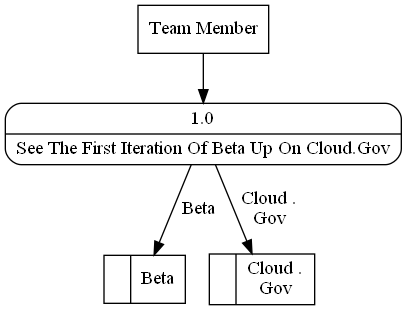 Team Member
1.0
See The First Iteration Of Beta Up On Cloud.Gov
Beta
Cloud .
Gov
Beta
Cloud .
Gov